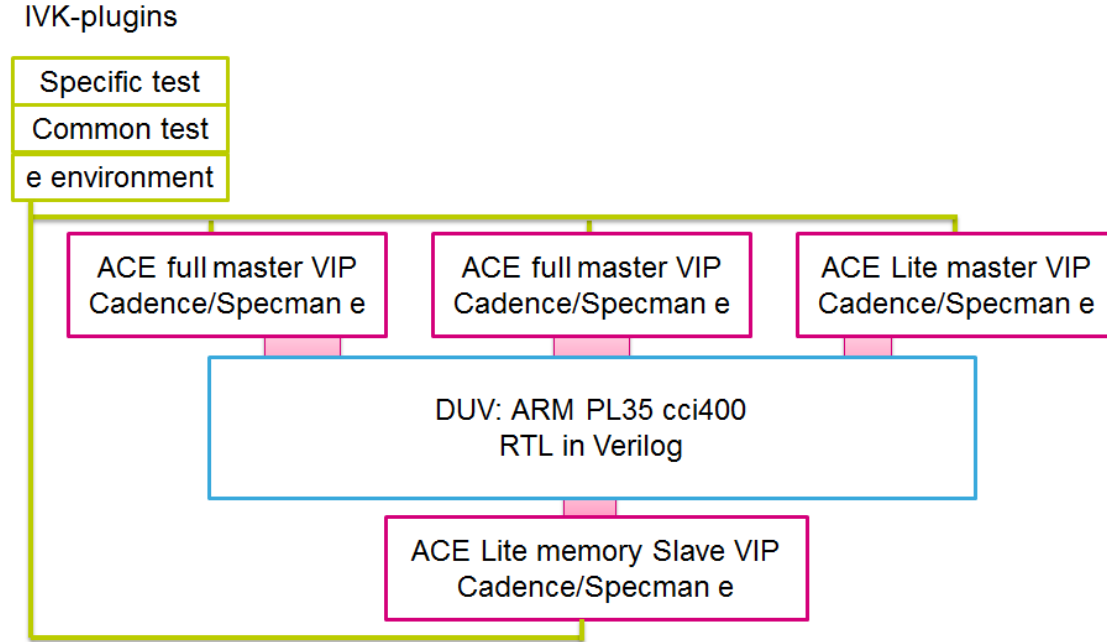 IVK-plugins
Specific test
Common test
e environment
ACE full master VIP
Cadence/Specman e
ACE full master VIP
Cadence/Specman e
ACE Lite master VIP
Cadence/Specman e
DUV: ARM PL35 cci400
RTL in Verilog
ACE Lite memory Slave VIP
Cadence/Specman e